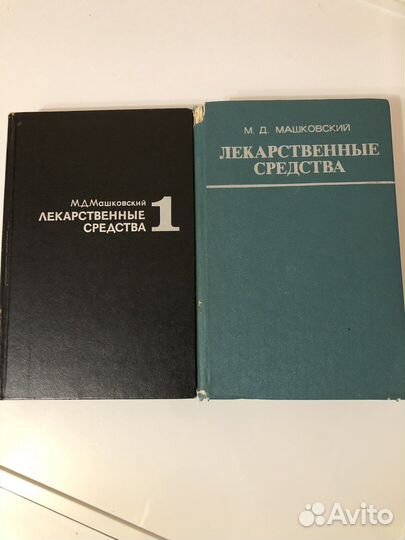 М.Д.Машковский
ЛЕКАРСТВЕННЫЕ
СРЕДСТВА
1
М. Д. МАШКОВСКИЙ
ЛЕКАРСТВЕННЫЕ
СРЕДСТВА
Avito